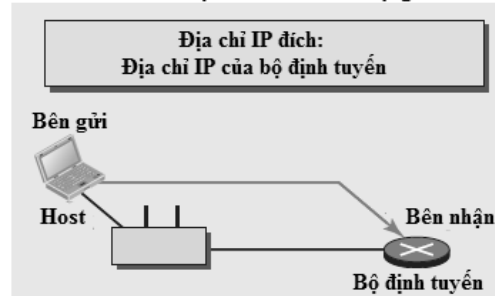 Địa chỉ IP đích:
Địa chỉ IP của bộ định tuyến
Bên gửi
Host
Bên nhận
Bộ định tuyến